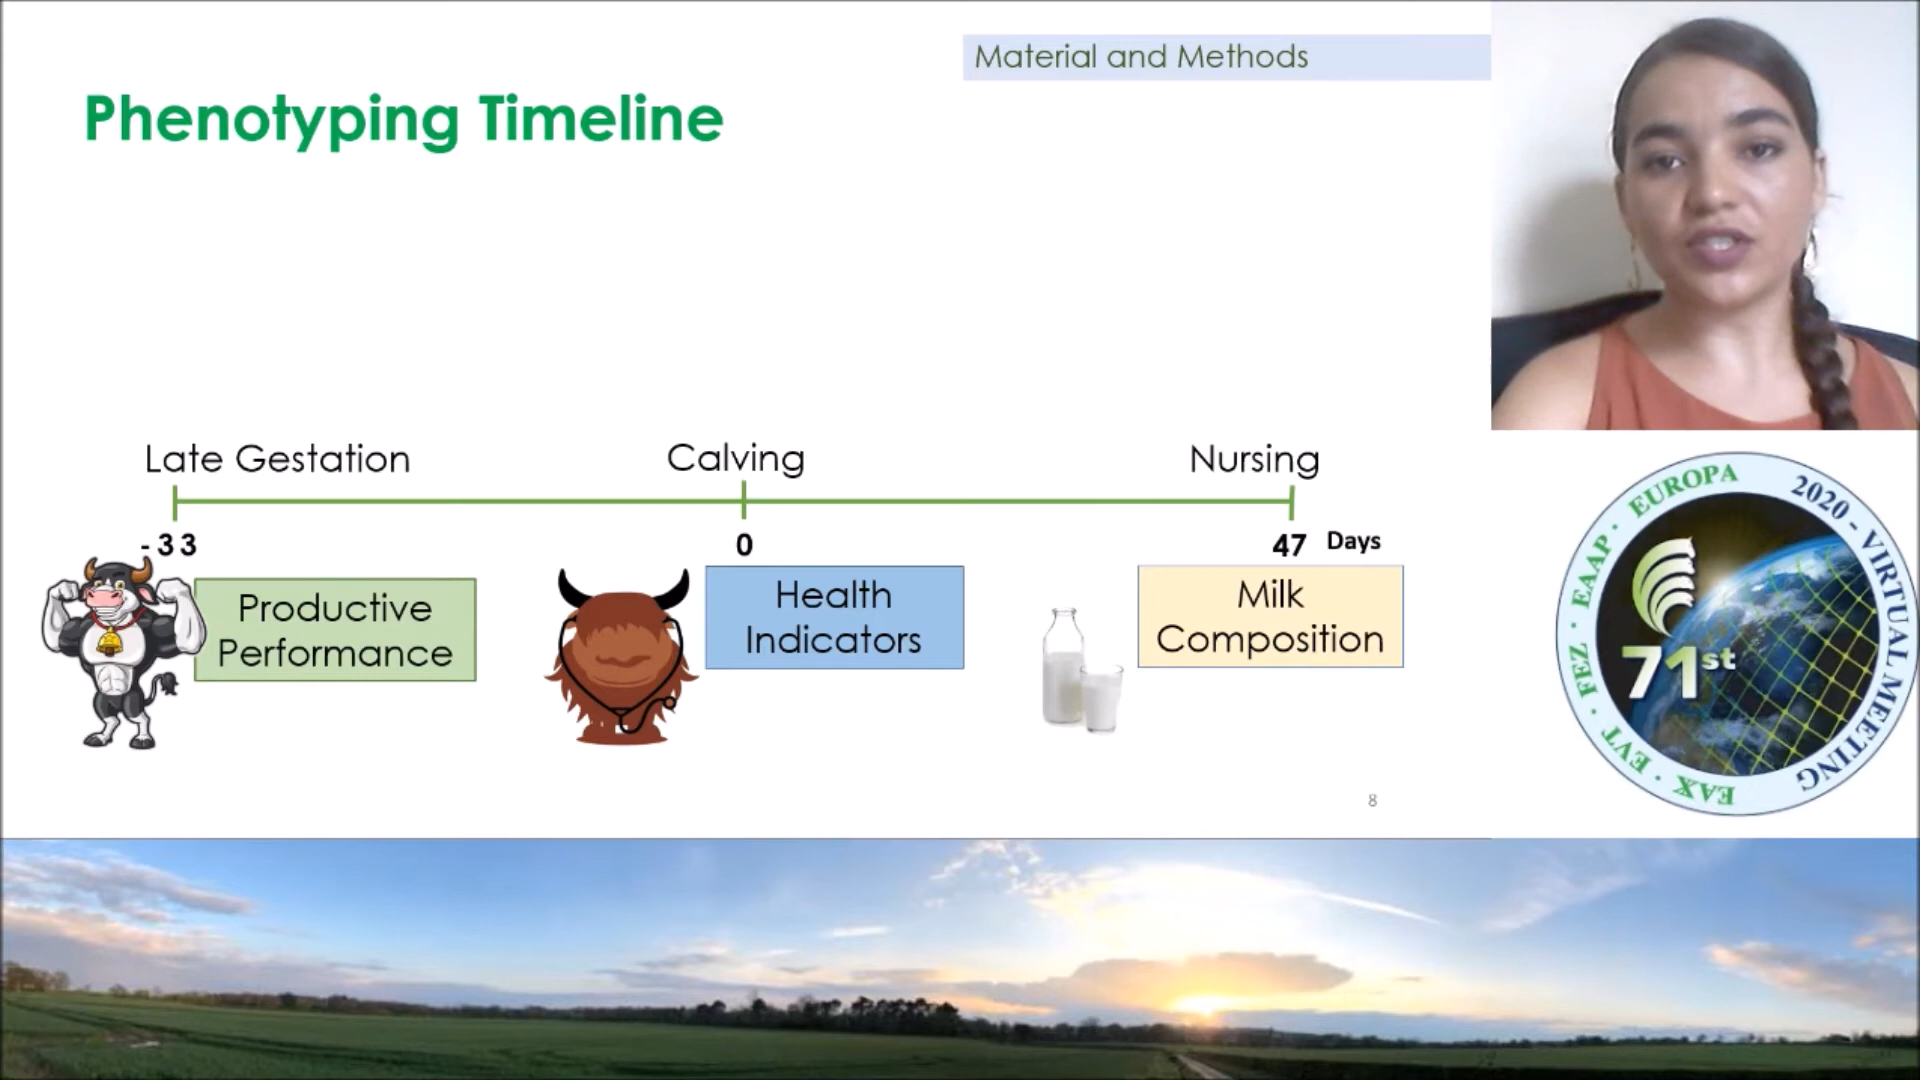 Material and Methods
Phenotyping Timeline
Late Gestation
Calving
Nursing
- 33
0
47 Days
Productive
Performance
Health
Indicators
Milk
Composition
8
EAX · EVT · FEZ · EAAP · EUROPA
2020 - VIRTUAL MEETING
71st